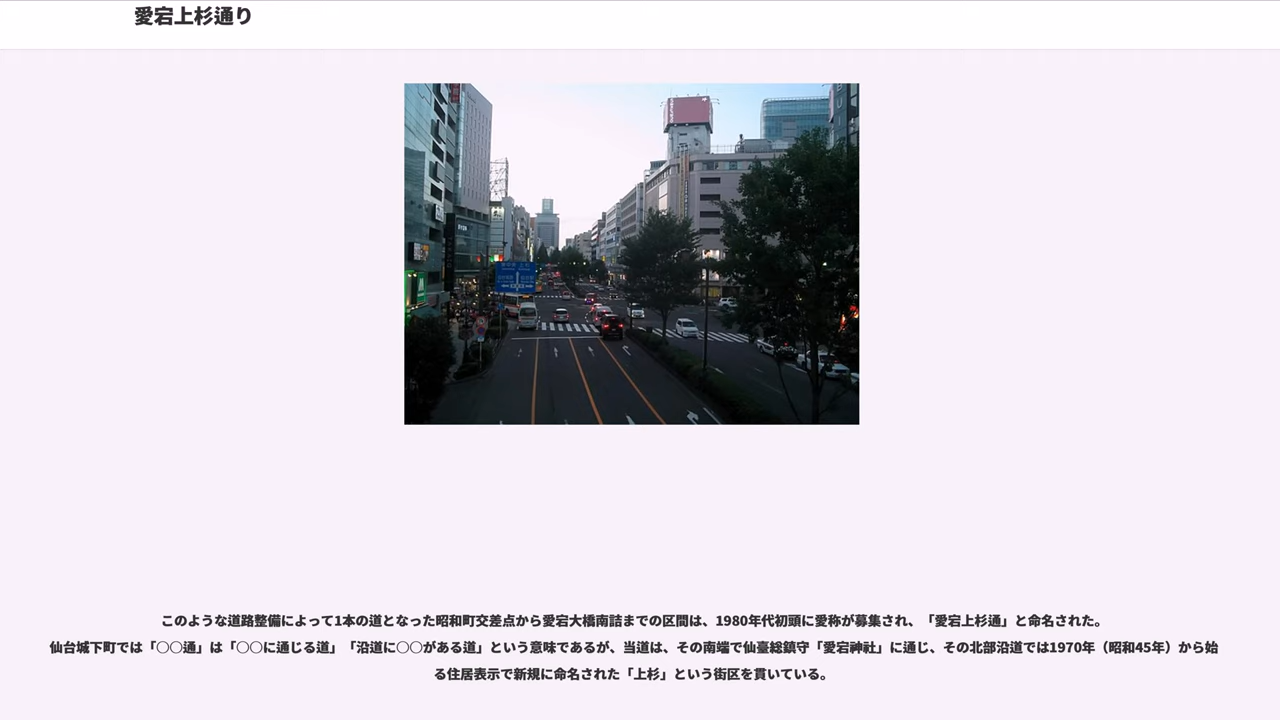 愛宕上杉通り
このような道路整備によって1本の道となった昭和町交差点から愛宕大橋南詰までの区間は、1980年代初頭に愛称が募集され、「愛宕上杉通」と命名された。
仙台城下町では「○○通」は「○○に通じる道」「沿道に○○がある道」という意味であるが、当道は、その南端で仙臺総鎮守「愛宕神社」に通じ、その北部沿道では1970年（昭和45年）から始
る住居表示で新規に命名された「上杉」という街区を貫いている。